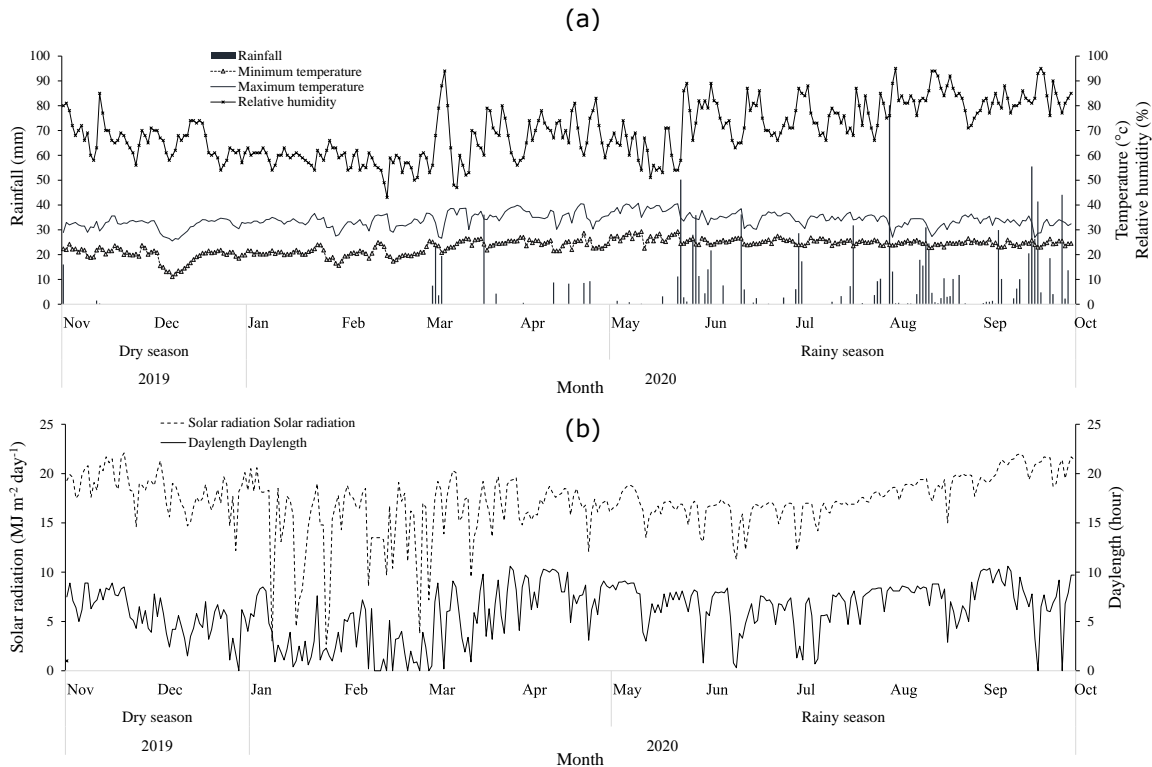 (a)
Rainfall
Minimum temperature
Maximum temperature
Relative humidity
100
90
80
70
60
50
40
30
20
10
0
Rainfall (mm)
100
90
80
70
60
50
40
30
20
10
0
Temperature (°c)
Relative humidity (%)
Nov Dec Jan Feb Mar Apr May Jun Jul Aug Sep Oct
Dry season Rainy season
2019 2020
Month
(b)
Solar radiation Solar radiation
Daylength Daylength
25
20
15
10
5
0
Solar radiation (MJ m⁻² day⁻¹)
25
20
15
10
5
0
Daylength (hour)
Nov Dec Jan Feb Mar Apr May Jun Jul Aug Sep Oct
Dry season Rainy season
2019 2020
Month